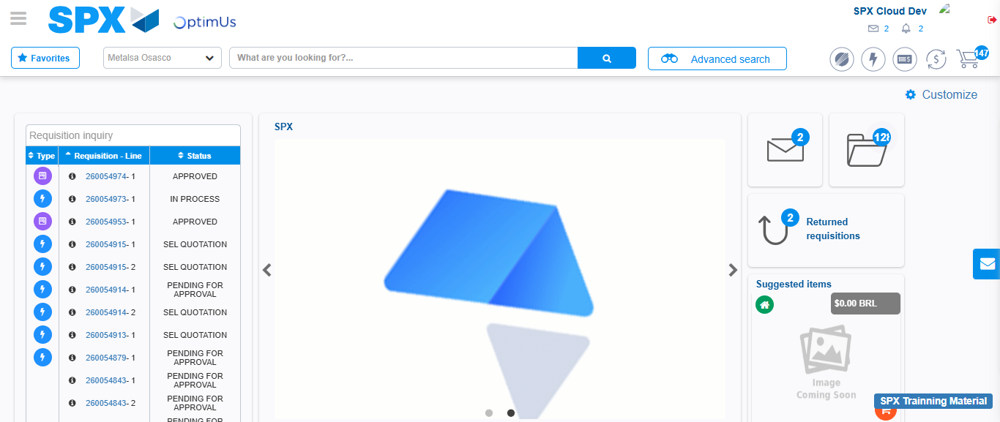 SPX
OptimUs
SPX Cloud Dev
2 2
Favorites
Metalsa Osasco
What are you looking for?...
Advanced search
147
Customize
Requisition inquiry
Type Requisition - Line Status
260054974- 1 APPROVED
260054973- 1 IN PROCESS
260054953- 1 APPROVED
260054915- 1 SEL QUOTATION
260054915- 2 SEL QUOTATION
260054914- 1 PENDING FOR
APPROVAL
260054914- 2 SEL QUOTATION
260054913- 1 SEL QUOTATION
260054879- 1 PENDING FOR
APPROVAL
260054843- 1 PENDING FOR
APPROVAL
260054843- 2 PENDING FOR
APPROVAL
PENDING FOR
SPX
2
2
Returned
requisitions
Suggested items
$0.00 BRL
Image
Coming Soon
SPX Trainning Material